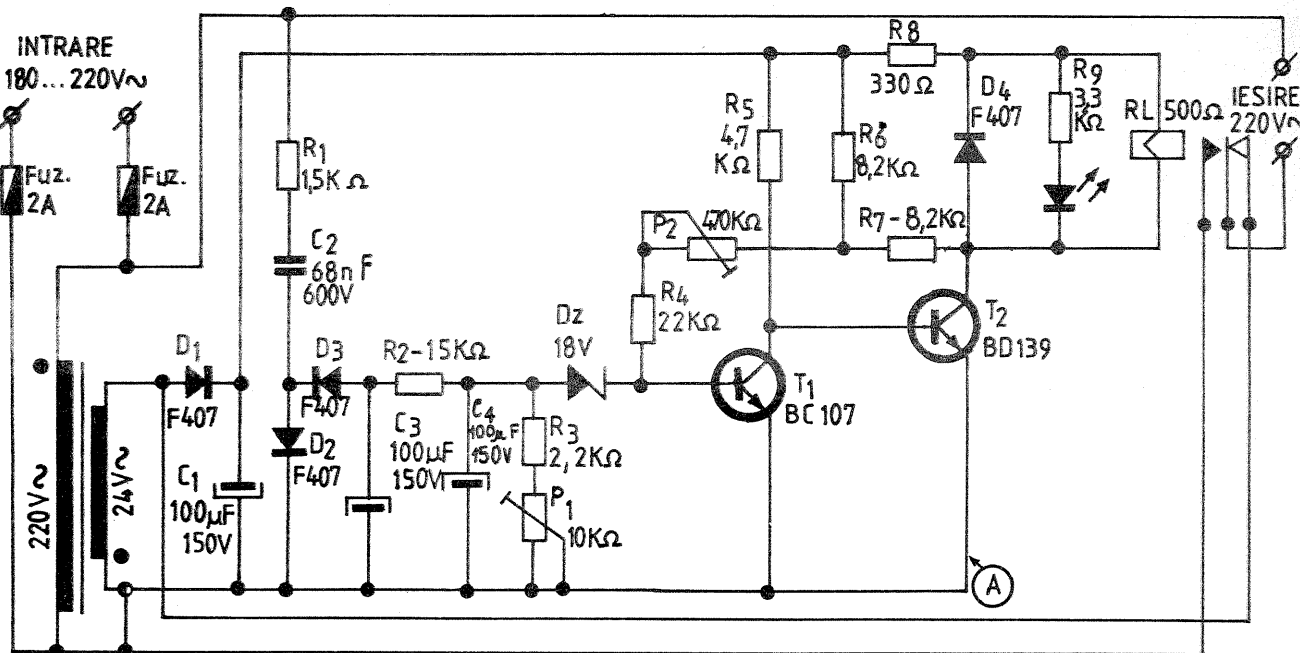 INTRARE
180...220V~
Fuz.
2A
Fuz.
2A
R1
1,5K Ω
C2
68n F
600V
D1
F407
D3
F407
D2
F407
R2-15KΩ
C1
100µF
150V
C3
100µF
150V
C4
100µF
150V
R3
2,2KΩ
P1
10KΩ
Dz
18V
R4
22KΩ
P2
470KΩ
R5
4,7
KΩ
R6
8,2KΩ
R7-8,2KΩ
R8
330Ω
D4
F407
R9
3,3
KΩ
RL 500Ω
IESIRE
220V~
T1
BC107
T2
BD139
220V~
24V~
A